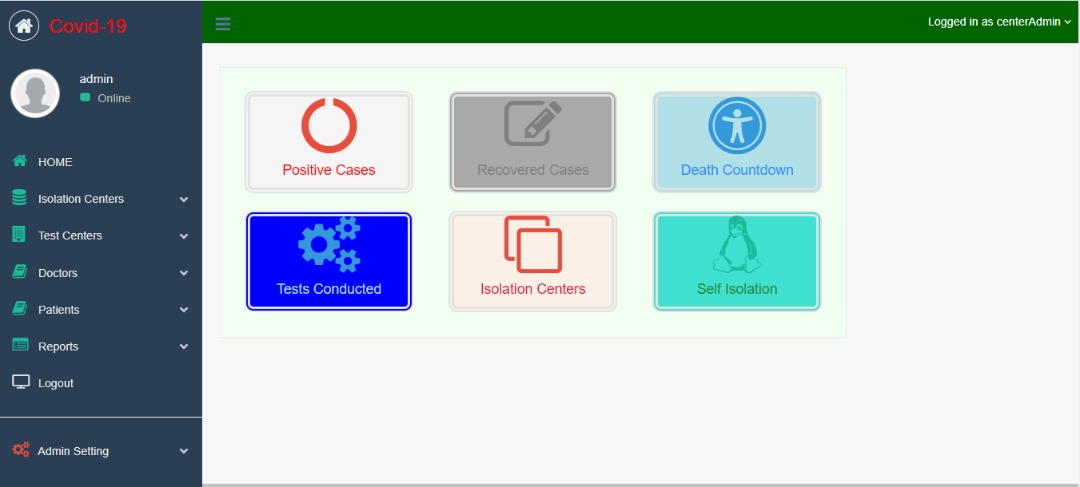 Covid-19
Logged in as centerAdmin
admin
Online
HOME
Isolation Centers
Test Centers
Doctors
Patients
Reports
Logout
Admin Setting
Positive Cases
Recovered Cases
Death Countdown
Tests Conducted
Isolation Centers
Self Isolation